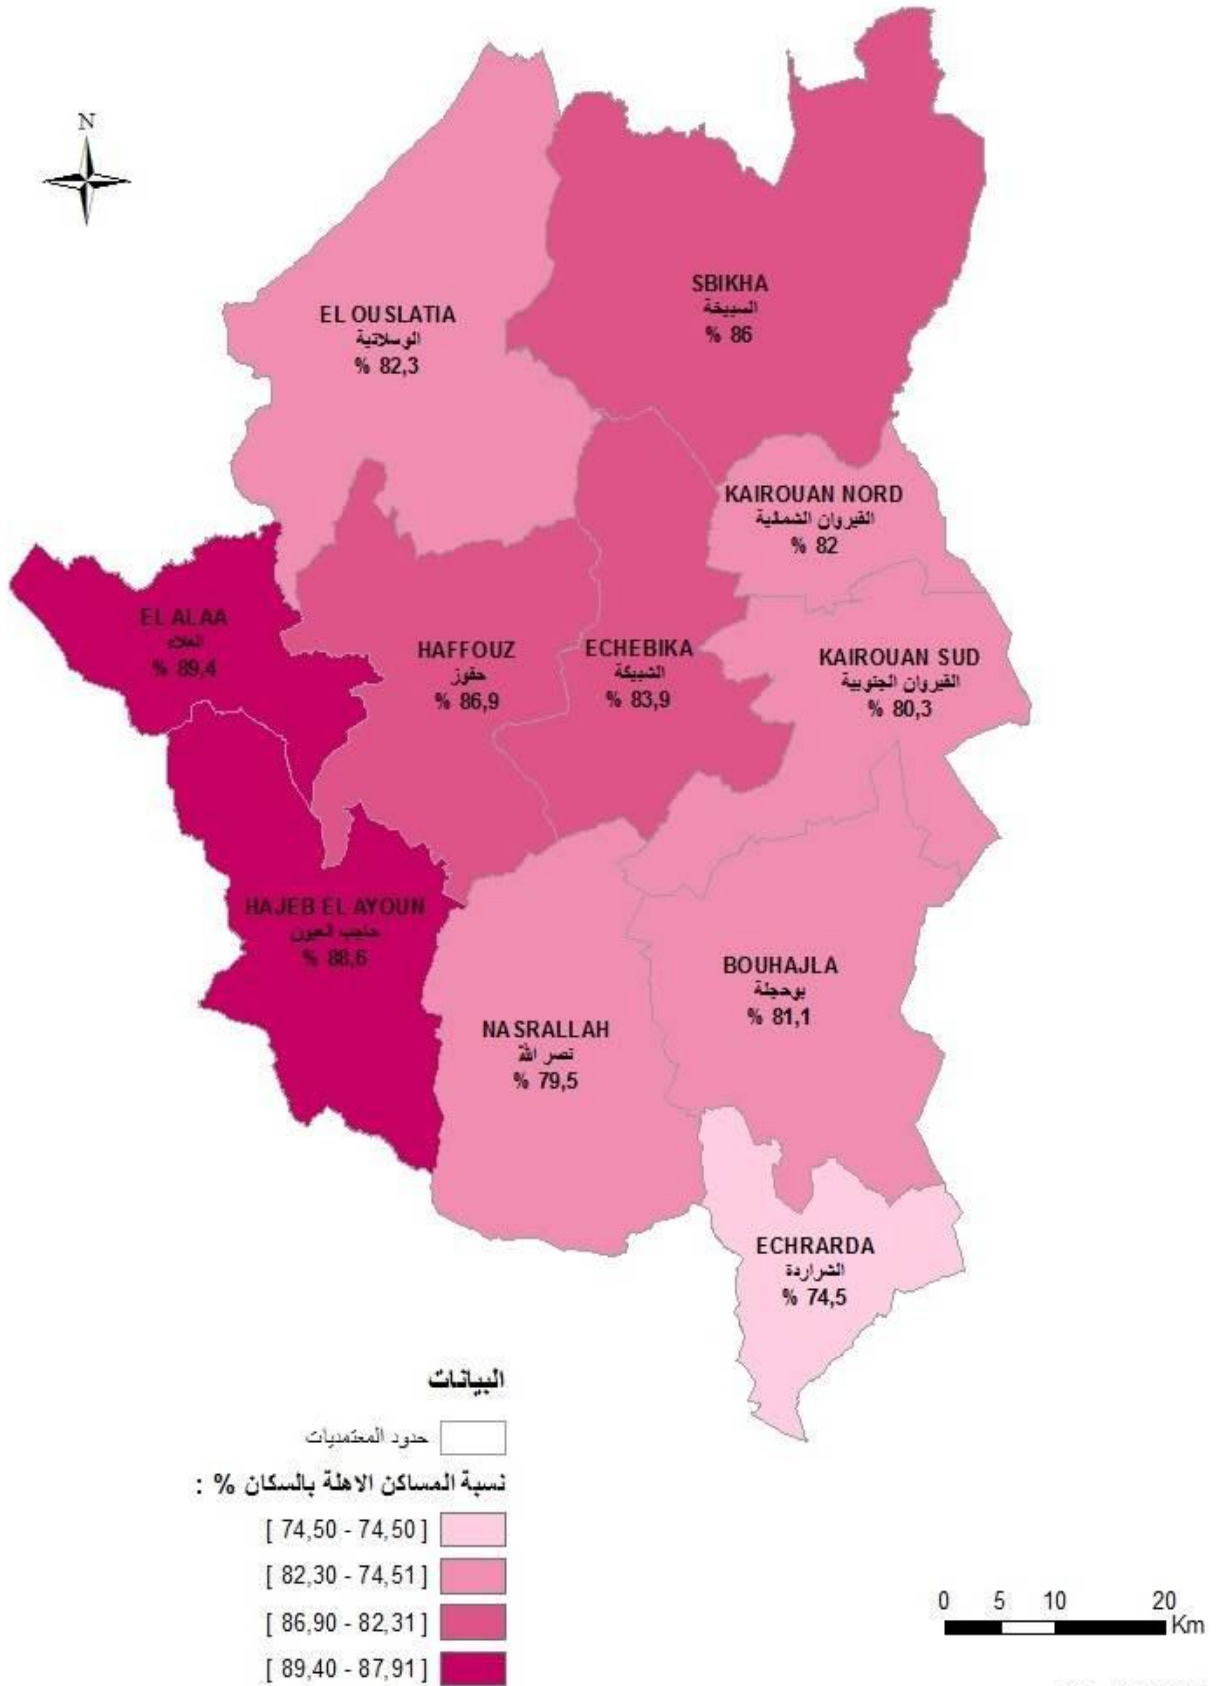 N
SBIKHA
السبيخة
% 86
EL OUSLATIA
الوسلاتية
% 82,3
KAIROUAN NORD
القيروان الشمالية
% 82
EL ALAA
العلاء
% 89,4
HAFFOUZ
حفوز
% 86,9
ECHEBIKA
الشبيكة
% 83,9
KAIROUAN SUD
القيروان الجنوبية
% 80,3
HAJEB EL AYOUN
حاجب العيون
% 88,6
BOUHAJLA
بوحجلة
% 81,1
NASRALLAH
نصر الله
% 79,5
ECHRARDA
الشراردة
% 74,5
البيانات
حدود المعتمديات
نسبة المساكن الاهلة بالسكان % :
[ 74,50 - 74,50 ]
[ 82,30 - 74,51 ]
[ 86,90 - 82,31 ]
[ 89,40 - 87,91 ]
0 5 10 20
Km